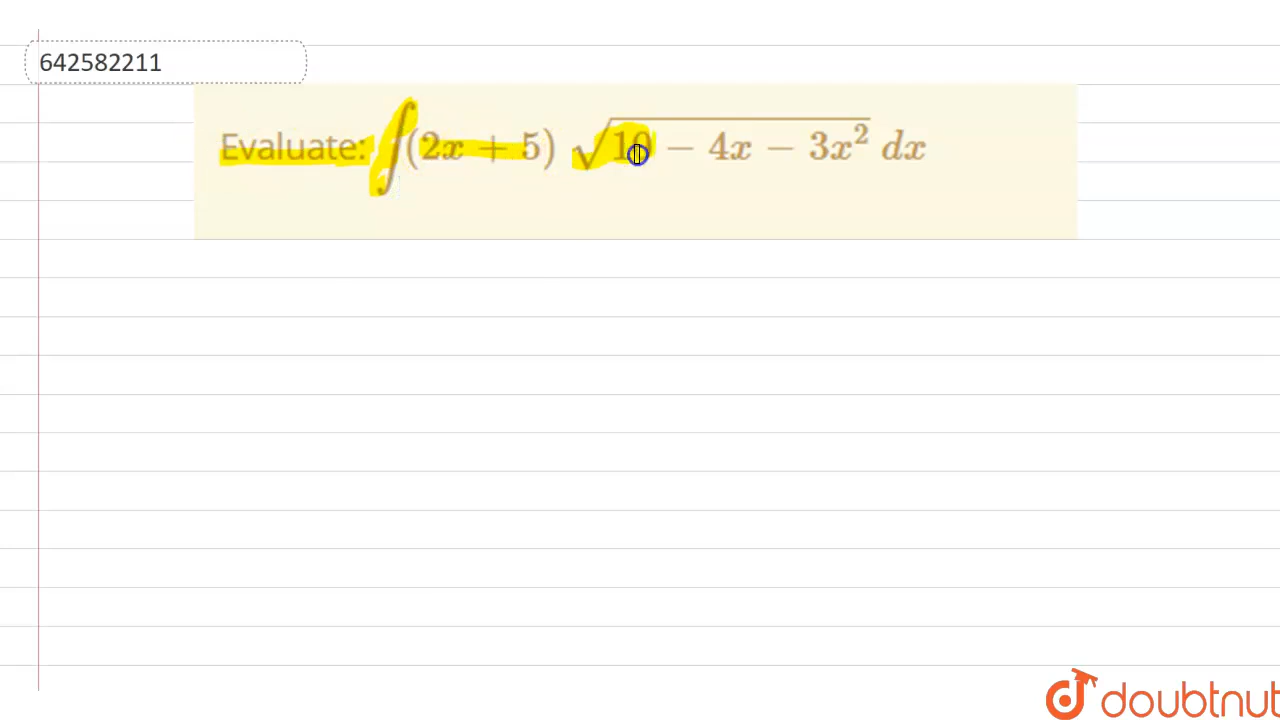 642582211
Evaluate: ∫(2x + 5) √(10 − 4x − 3x²) dx
doubtnut